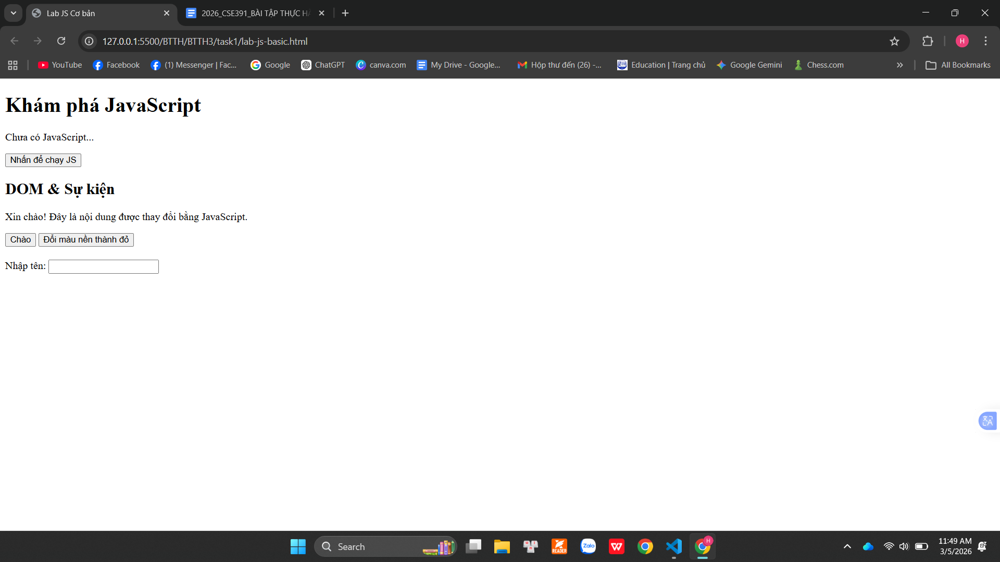 Lab JS Cơ bản
2026_CSE391_BÀI TẬP THỰC HÀ
127.0.0.1:5500/BTTH/BTTH3/task1/lab-js-basic.html
H
YouTube
Facebook
(1) Messenger | Fac...
Google
ChatGPT
canva.com
My Drive - Google...
Hộp thư đến (26) -...
Education | Trang chủ
Google Gemini
Chess.com
All Bookmarks
Khám phá JavaScript
Chưa có JavaScript...
Nhấn để chạy JS
DOM & Sự kiện
Xin chào! Đây là nội dung được thay đổi bằng JavaScript.
Chào Đổi màu nền thành đỏ
Nhập tên:
Search
READER
Zalo
H
11:49 AM
3/5/2026